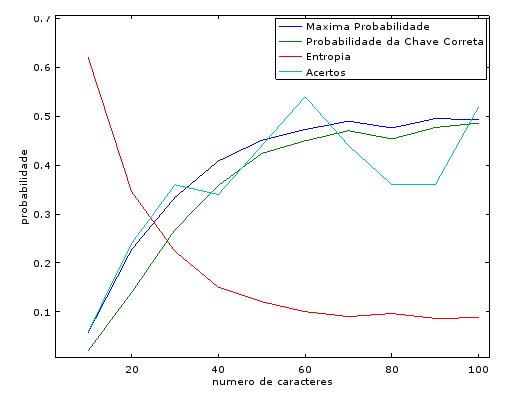 0.7
0.6
0.5
0.4
0.3
0.2
0.1
probabilidade
Maxima Probabilidade
Probabilidade da Chave Correta
Entropia
Acertos
20 40 60 80 100
numero de caracteres